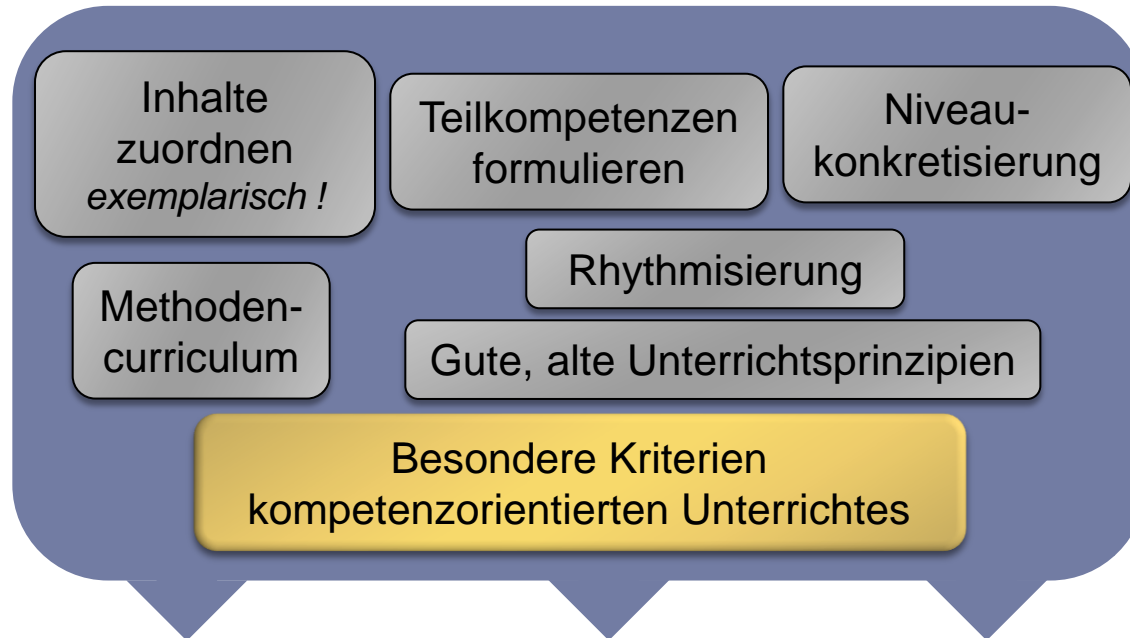 Inhalte
zuordnen
exemplarisch !
Teilkompetenzen
formulieren
Niveau-
konkretisierung
Rhythmisierung
Methoden-
curriculum
Gute, alte Unterrichtsprinzipien
Besondere Kriterien
kompetenzorientierten Unterrichtes